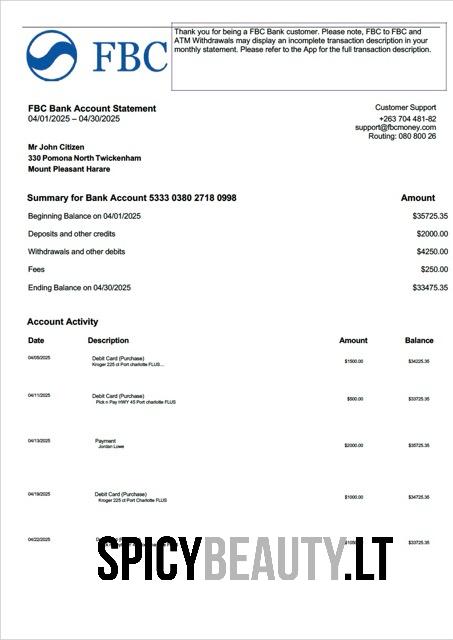 FBC
Thank you for being a FBC Bank customer. Please note, FBC to FBC and
ATM Withdrawals may display an incomplete transaction description in your
monthly statement. Please refer to the App for the full transaction description.
FBC Bank Account Statement
04/01/2025 – 04/30/2025
Customer Support
+263 704 481-82
support@fbcmoney.com
Routing: 080 800 26
Mr John Citizen
330 Pomona North Twickenham
Mount Pleasant Harare
Summary for Bank Account 5333 0380 2718 0998 Amount
Beginning Balance on 04/01/2025 $35725.35
Deposits and other credits $2000.00
Withdrawals and other debits $4250.00
Fees $250.00
Ending Balance on 04/30/2025 $33475.35
Account Activity
Date Description Amount Balance
04/05/2025 Debit Card (Purchase) $1500.00 $34225.35
Kroger 225 ct Port charlotte FLUS...
04/11/2025 Debit Card (Purchase) $500.00 $33725.35
Pick n Pay HWY 45 Port charlotte FLUS
04/13/2025 Payment $2000.00 $35725.35
Jordan Lowe
04/19/2025 Debit Card (Purchase) $1000.00 $34725.35
Kroger 225 ct Port Charlotte FLUS
04/22/2025 $33725.35
SPICYBEAUTY.LT